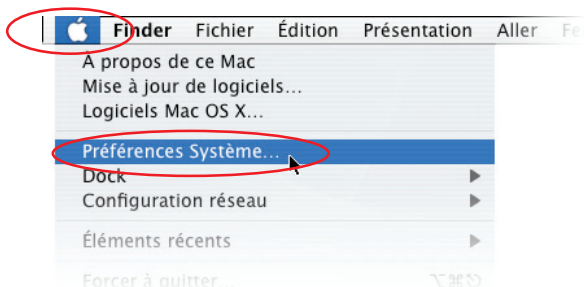 Finder Fichier Édition Présentation Aller Fe
À propos de ce Mac
Mise à jour de logiciels...
Logiciels Mac OS X...
Préférences Système...
Dock
Configuration réseau
Éléments récents
Forcer à quitter... ⌥⌘⎋